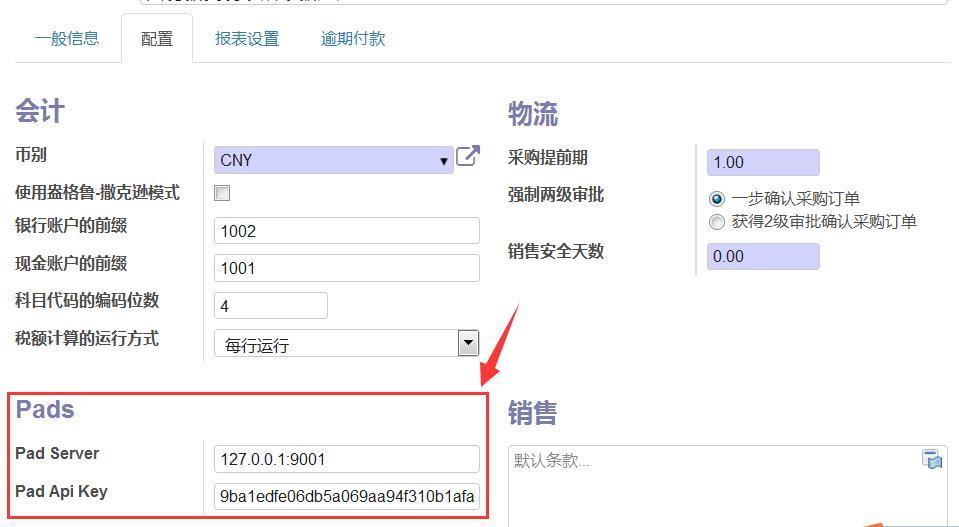 一般信息
配置
报表设置
逾期付款
会计
币别
CNY
使用盎格鲁-撒克逊模式
银行账户的前缀
1002
现金账户的前缀
1001
科目代码的编码位数
4
税额计算的运行方式
每行运行
物流
采购提前期
1.00
强制两级审批
一步确认采购订单
获得2级审批确认采购订单
销售安全天数
0.00
Pads
Pad Server
127.0.0.1:9001
Pad Api Key
9ba1edfe06db5a069aa94f310b1afa
销售
默认条款...